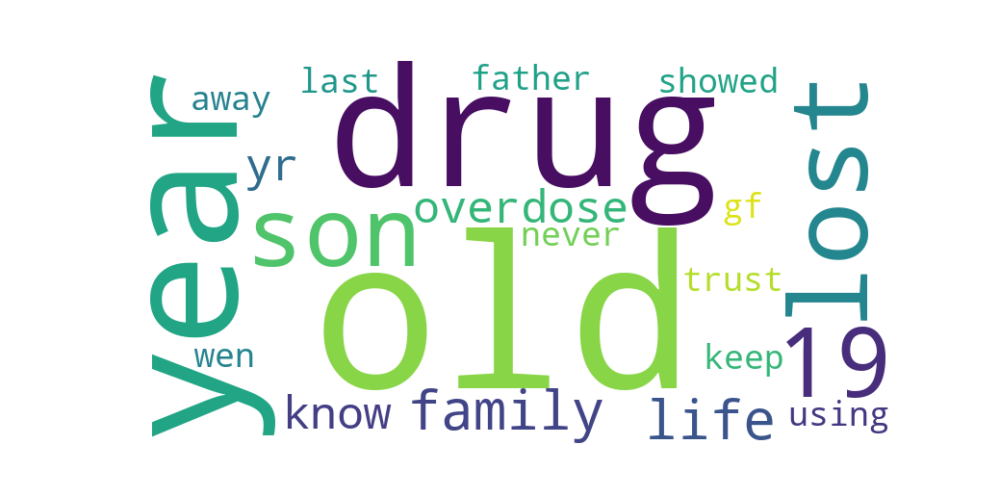 last
father
showed
away
drug
year
lost
yr
son
overdose
gf
never
old
trust
19
wen
keep
know
family
life
using